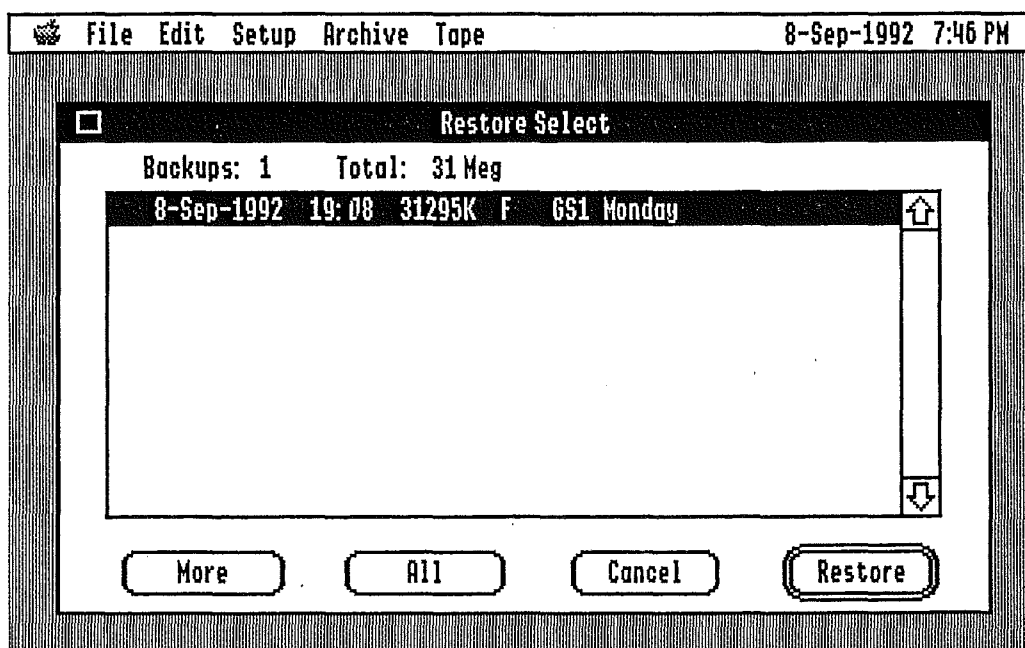 File Edit Setup Archive Tape 8-Sep-1992 7:46 PM
Restore Select
Backups: 1 Total: 31 Meg
8-Sep-1992 19:08 31295K F GS1 Monday
More All Cancel Restore